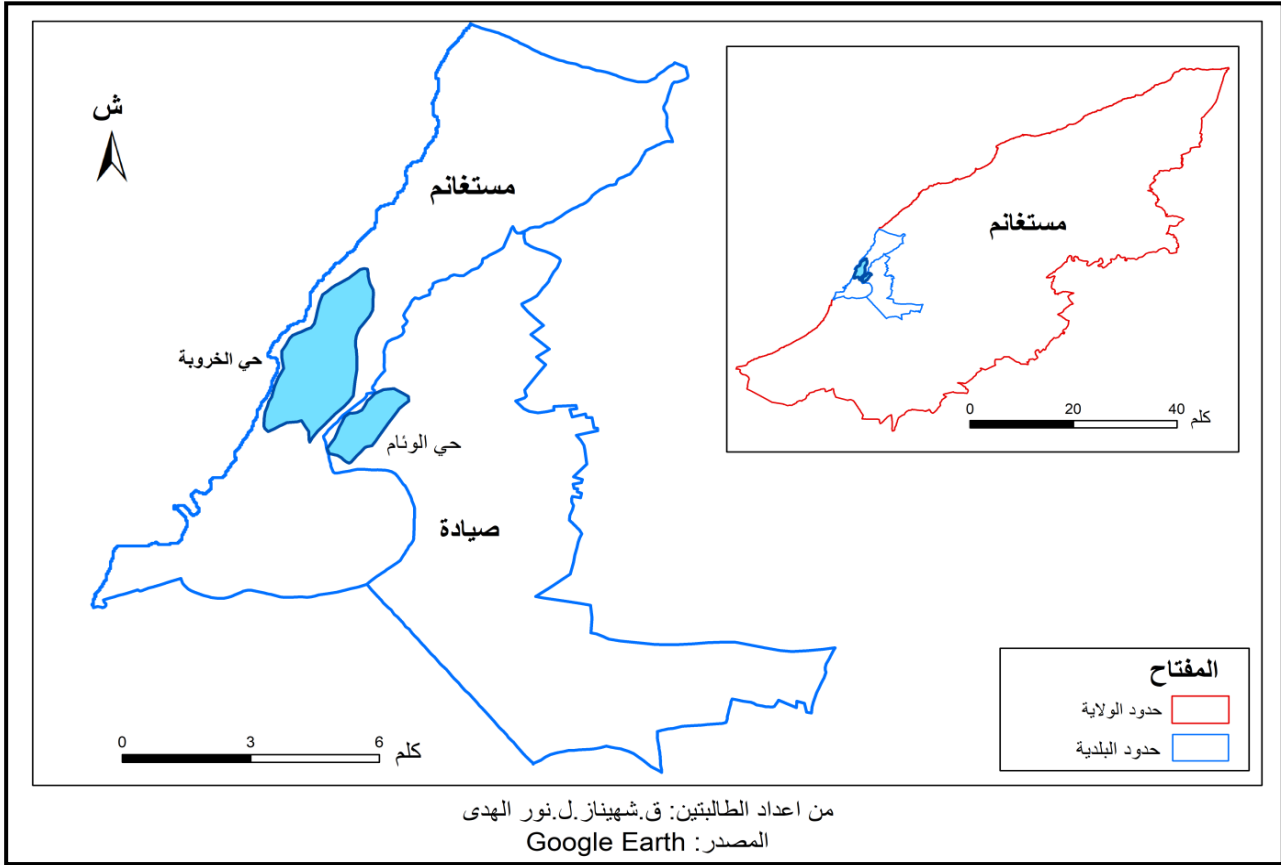 ش
مستغانم
حي الخروبة
حي الوئام
صيادة
0 3 6 كلم
مستغانم
0 20 40 كلم
المفتاح
حدود الولاية
حدود البلدية
من اعداد الطالبتين: ق.شهيناز.ل.نور الهدى
المصدر: Google Earth